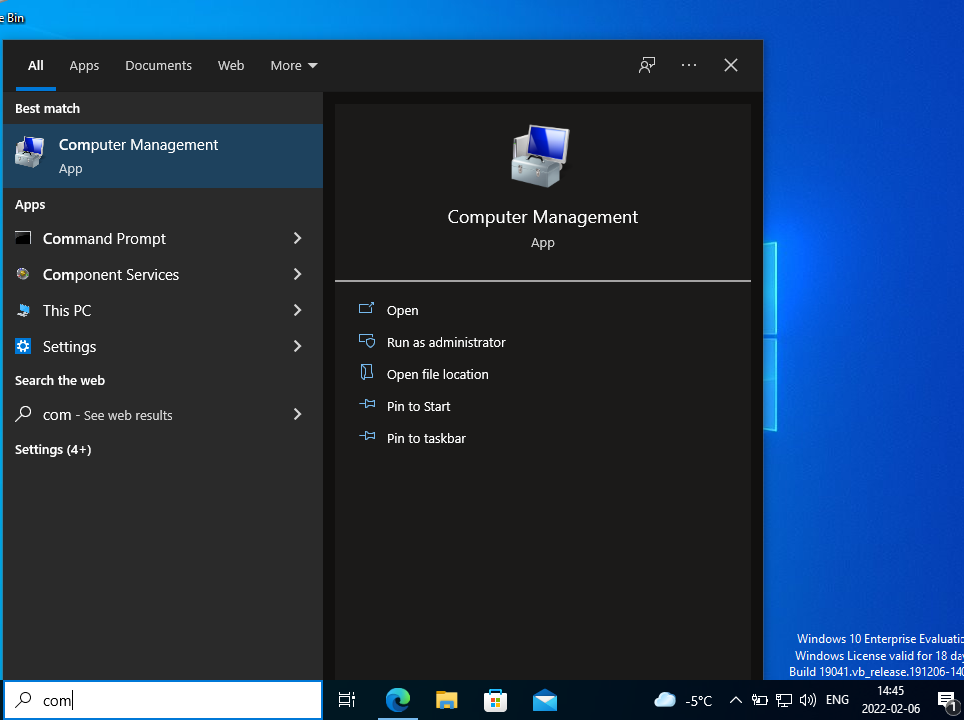 e Bin
All Apps Documents Web More
Best match
Computer Management
App
Apps
Command Prompt
Component Services
This PC
Settings
Search the web
com - See web results
Settings (4+)
Computer Management
App
Open
Run as administrator
Open file location
Pin to Start
Pin to taskbar
Windows 10 Enterprise Evaluatio
Windows License valid for 18 day
Build 19041.vb_release.191206-140
com
-5°C
ENG
14:45
2022-02-06
1